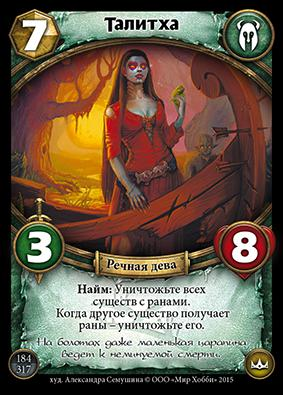 7
Талитха
3
8
Речная дева
Найм: Уничтожьте всех
существ с ранами.
Когда другое существо получает
раны – уничтожьте его.
На болотах даже маленькая царапина
ведет к неминуемой смерти.
184
317
худ. Александра Семушина © ООО «Мир Хобби» 2015